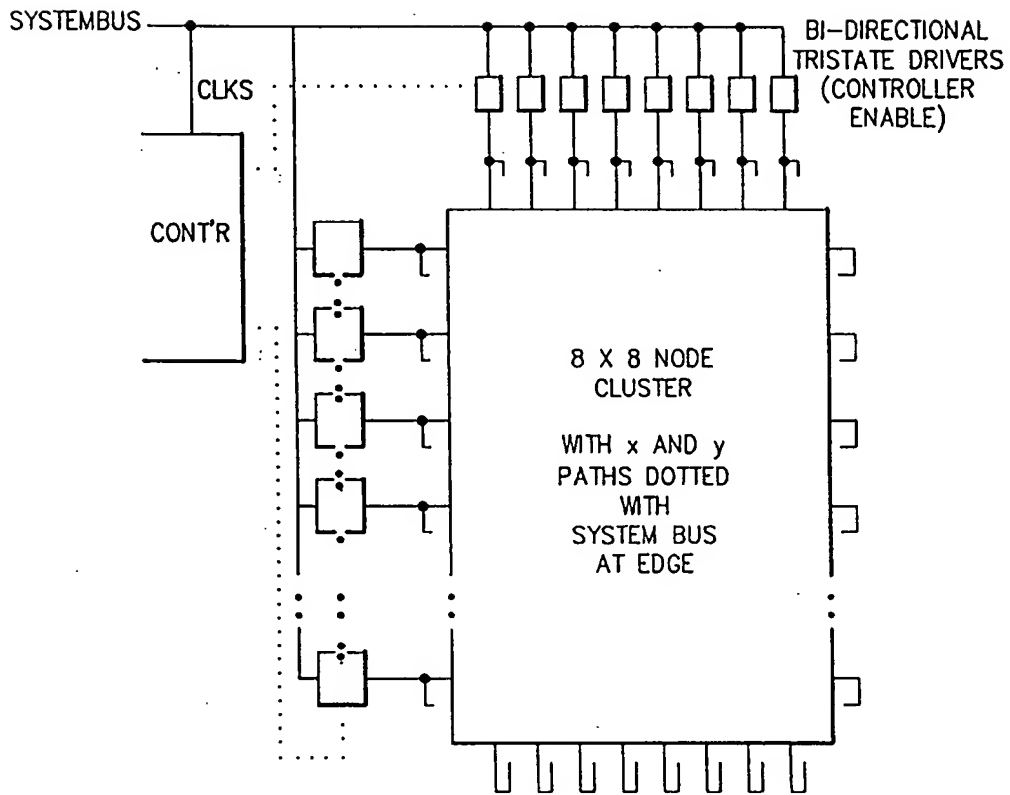 SYSTEMBUS
BI-DIRECTIONAL
TRISTATE DRIVERS
(CONTROLLER
ENABLE)
CLKS
CONT'R
8 X 8 NODE
CLUSTER
WITH x AND y
PATHS DOTTED
WITH
SYSTEM BUS
AT EDGE